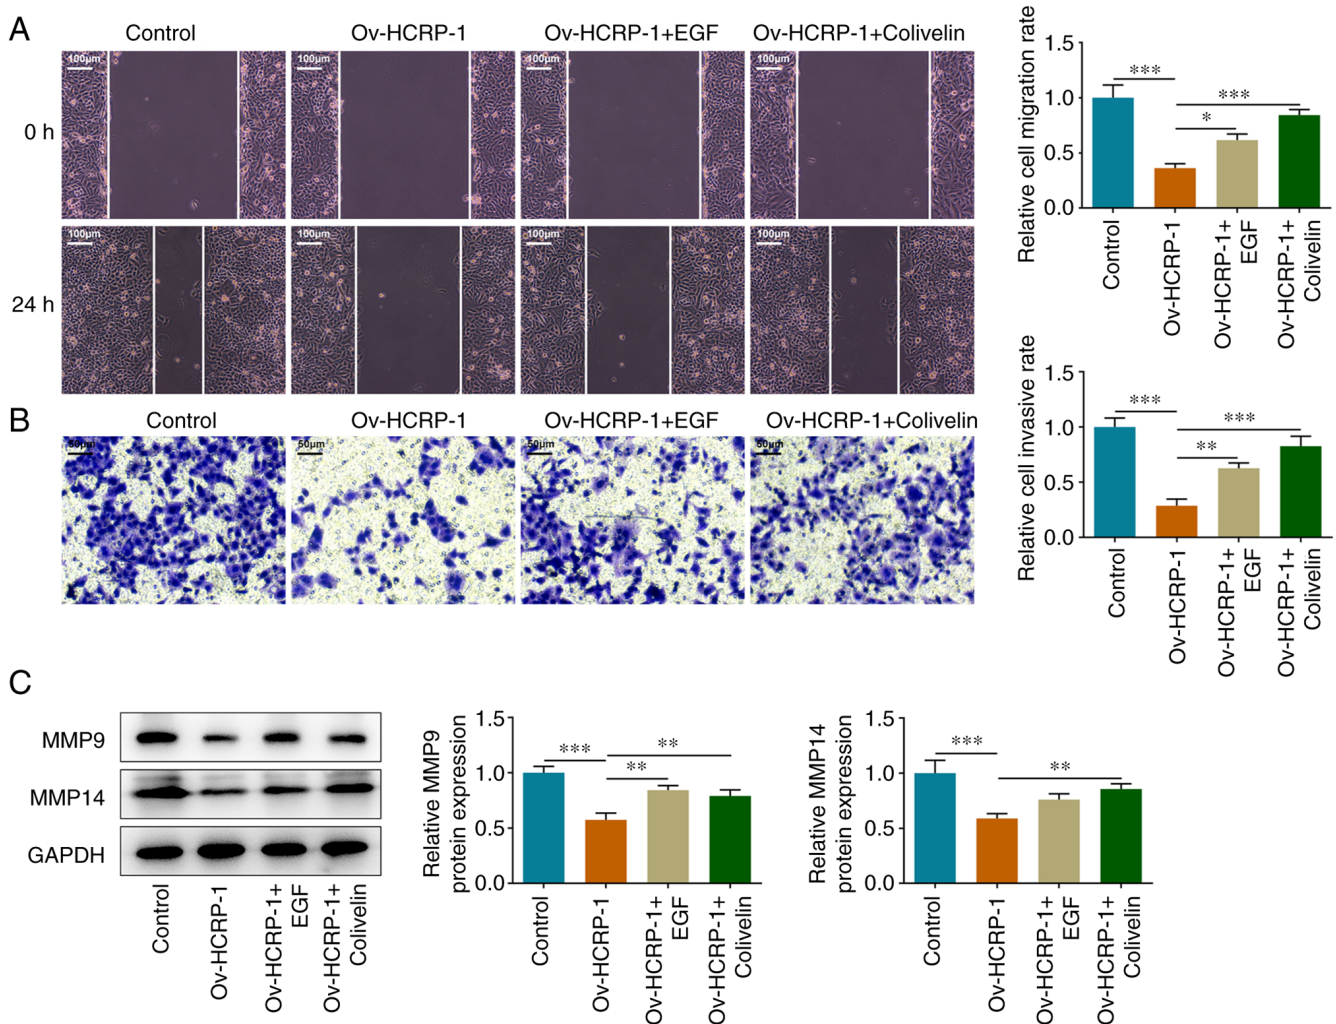 A
Control
Ov-HCRP-1
Ov-HCRP-1+EGF
Ov-HCRP-1+Colivelin
0 h
100μm
100μm
100μm
100μm
24 h
100μm
100μm
100μm
100μm
Relative cell migration rate
1.5
1.0
0.5
0.0
***
***
*
Control
Ov-HCRP-1
Ov-HCRP-1+
EGF
Ov-HCRP-1+
Colivelin
B
Control
Ov-HCRP-1
Ov-HCRP-1+EGF
Ov-HCRP-1+Colivelin
50μm
50μm
50μm
50μm
Relative cell invasive rate
1.5
1.0
0.5
0.0
***
***
**
Control
Ov-HCRP-1
Ov-HCRP-1+
EGF
Ov-HCRP-1+
Colivelin
C
MMP9
MMP14
GAPDH
Control
Ov-HCRP-1
Ov-HCRP-1+
EGF
Ov-HCRP-1+
Colivelin
Relative MMP9
protein expression
1.5
1.0
0.5
0.0
***
**
**
Control
Ov-HCRP-1
Ov-HCRP-1+
EGF
Ov-HCRP-1+
Colivelin
Relative MMP14
protein expression
1.5
1.0
0.5
0.0
***
**
Control
Ov-HCRP-1
Ov-HCRP-1+
EGF
Ov-HCRP-1+
Colivelin